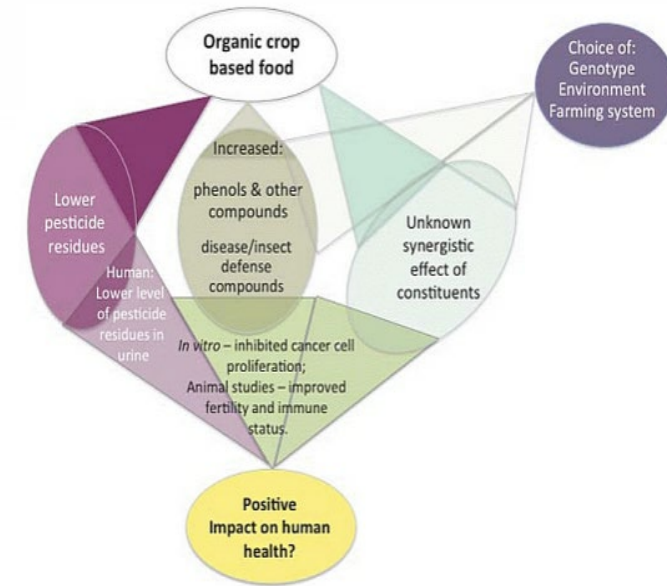 Organic crop
based food
Choice of:
Genotype
Environment
Farming system
Lower
pesticide
residues
Human:
Lower level
of pesticide
residues in
urine
Increased:
phenols & other
compounds
disease/insect
defense
compounds
Unknown
synergistic
effect of
constituents
In vitro – inhibited cancer cell
proliferation;
Animal studies – improved
fertility and immune
status.
Positive
Impact on human
health?